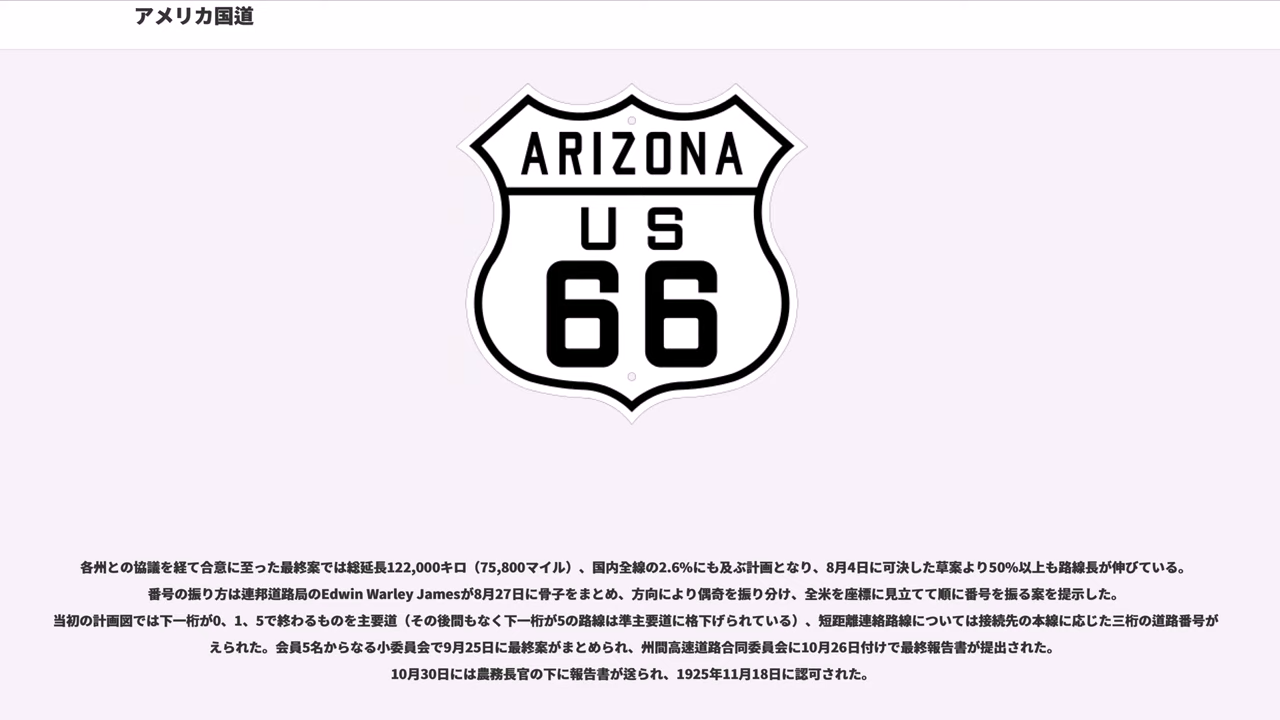 アメリカ国道
ARIZONA
US
66
各州との協議を経て合意に至った最終案では総延長122,000キロ（75,800マイル）、国内全線の2.6%にも及ぶ計画となり、8月4日に可決した草案より50%以上も路線長が伸びている。
番号の振り方は連邦道路局のEdwin Warley Jamesが8月27日に骨子をまとめ、方向により偶奇を振り分け、全米を座標に見立てて順に番号を振る案を提示した。
当初の計画図では下一桁が0、1、5で終わるものを主要道（その後間もなく下一桁が5の路線は準主要道に格下げられている）、短距離連絡路線については接続先の本線に応じた三桁の道路番号が
えられた。会員5名からなる小委員会で9月25日に最終案がまとめられ、州間高速道路合同委員会に10月26日付けで最終報告書が提出された。
10月30日には農務長官の下に報告書が送られ、1925年11月18日に認可された。